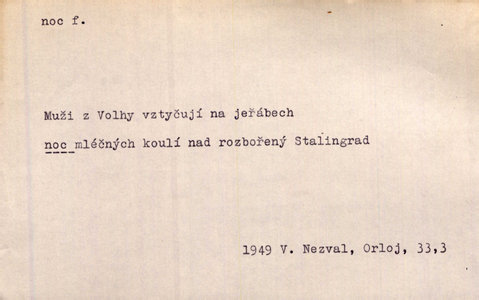 noc f.
Muži z Volhy vztyčují na jeřábech
noc mléčných koulí nad rozbořený Stalingrad
1949 V. Nezval, Orloj, 33,3